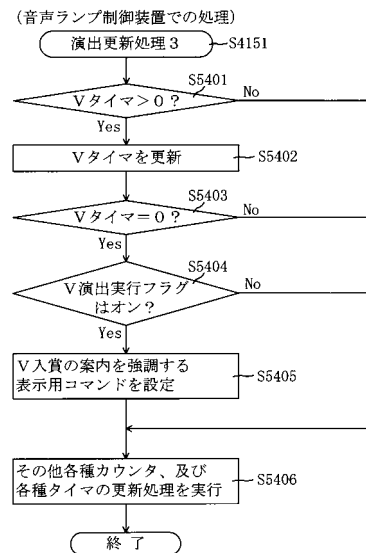 (音声ランプ制御装置での処理)
演出更新処理3
S4151
S5401
Vタイマ>0?
No
Yes
Vタイマを更新
S5402
S5403
Vタイマ=0?
No
Yes
S5404
V演出実行フラグ
はオン?
No
Yes
V入賞の案内を強調する
表示用コマンドを設定
S5405
その他各種カウンタ、及び
各種タイマの更新処理を実行
S5406
終了